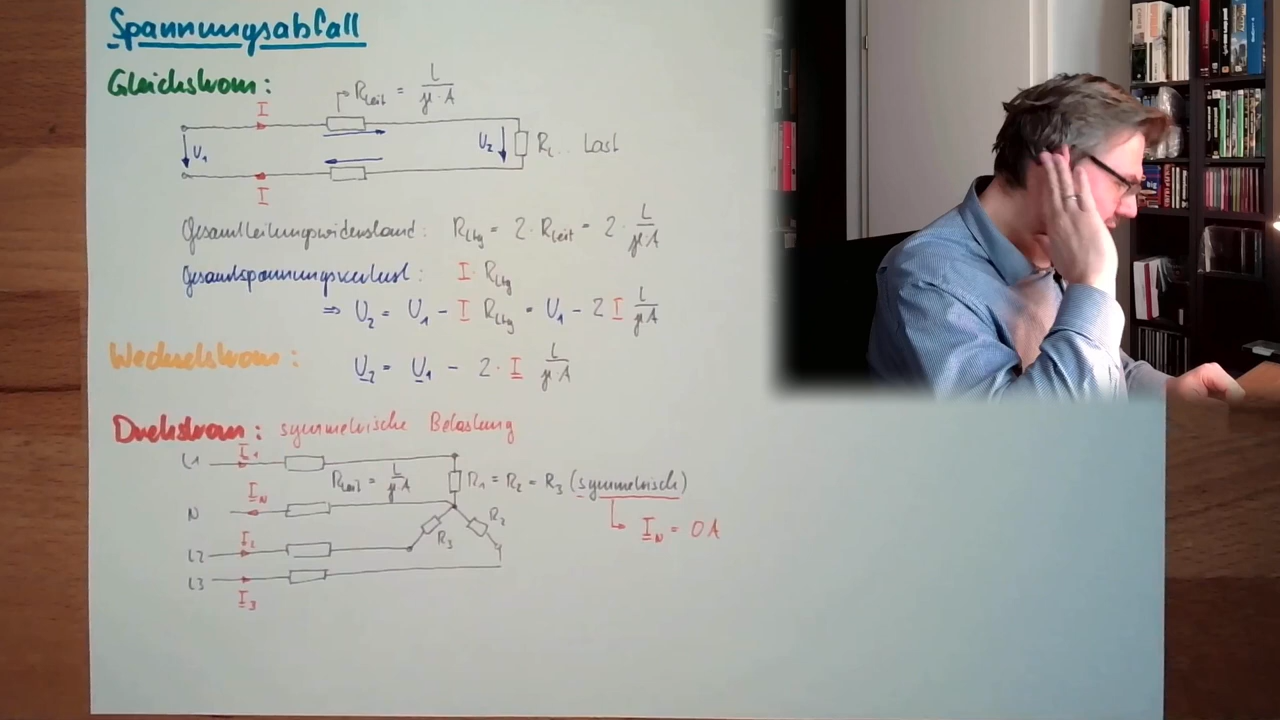 Spannungsabfall
Gleichstrom:
R_Leit = l / (γ·A)
I
U₁
U₂
R_L .. Last
I
Gesamtleitungswiderstand: R_Ltg = 2 · R_Leit = 2 · l / (γ·A)
Gesamtspannungsverlust: I · R_Ltg
⇒ U₂ = U₁ - I R_Ltg = U₁ - 2 I l / (γ·A)
Wechselstrom: U₂ = U₁ - 2 · I l / (γ·A)
Drehstrom: symmetrische Belastung
L1 I₁
R_Leit = l / (γ·A)
R₁ = R₂ = R₃ (symmetrisch)
N I_N
R₃
R₂
I_N = 0 A
L2 I₂
L3
I₃